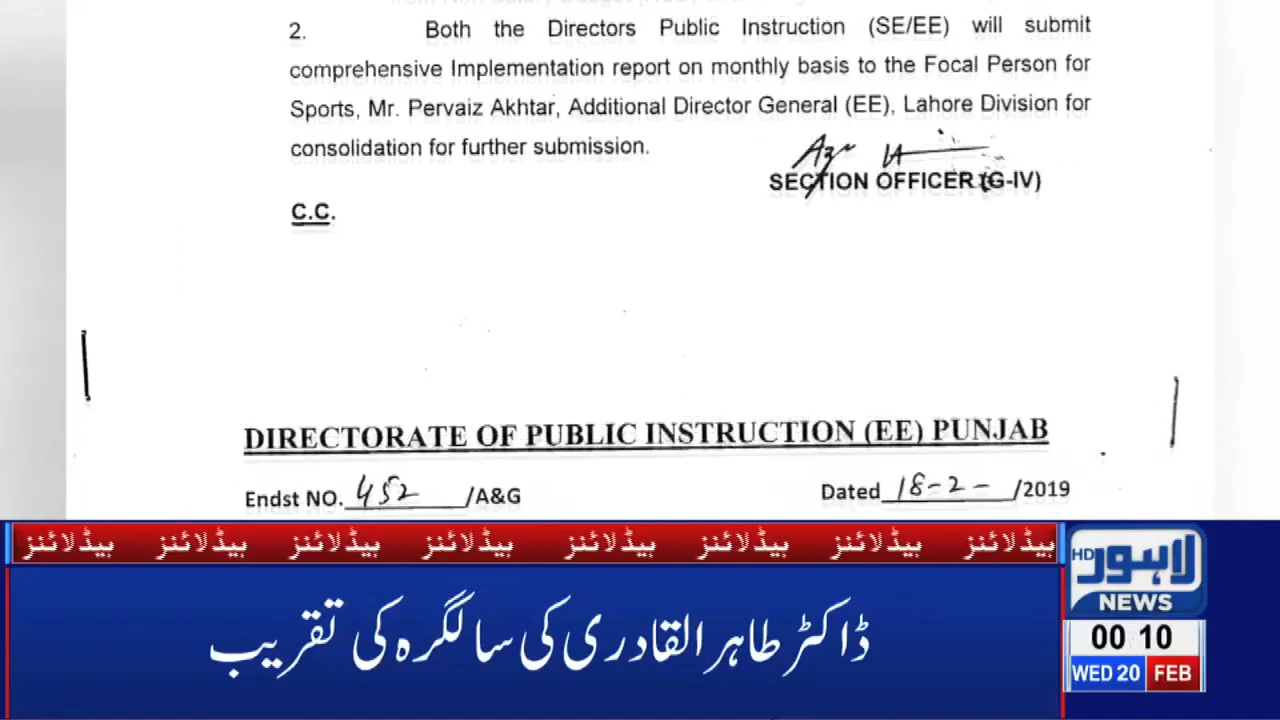 2. Both the Directors Public Instruction (SE/EE) will submit
comprehensive Implementation report on monthly basis to the Focal Person for
Sports, Mr. Pervaiz Akhtar, Additional Director General (EE), Lahore Division for
consolidation for further submission.
SECTION OFFICER (G-IV)
C.C.
DIRECTORATE OF PUBLIC INSTRUCTION (EE) PUNJAB
Endst NO. 452 /A&G
Dated 18-2- /2019
ہیڈلائنز ہیڈلائنز ہیڈلائنز ہیڈلائنز ہیڈلائنز ہیڈلائنز ہیڈلائنز ہیڈلائنز
ڈاکٹر طاہر القادری کی سالگرہ کی تقریب
HD لاہور
NEWS
00 10
WED 20 FEB